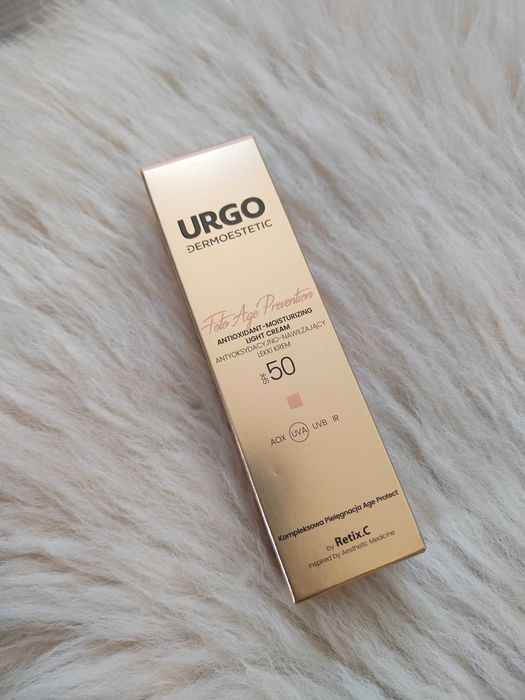 URGO
DERMOESTETIC
Foto Age Prevention
ANTIOXIDANT-MOISTURIZING
LIGHT CREAM
ANTYOKSYDACYJNO-NAWILŻAJĄCY
LEKKI KREM
SPF 50
AOX UVA UVB IR
Kompleksowa Pielęgnacja Age Protect
by Retix.C
Inspired by Aesthetic Medicine